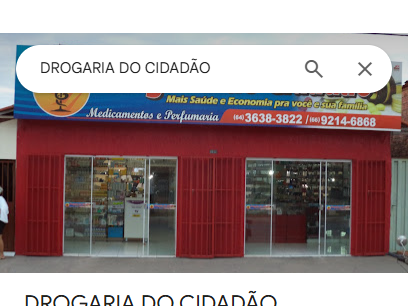 DROGARIA DO CIDADÃO
Mais Saúde e Economia pra você e sua família
Medicamentos e Perfumaria (64) 3638-3822 / (66) 9214-6868
DROGARIA DO CIDADÃO